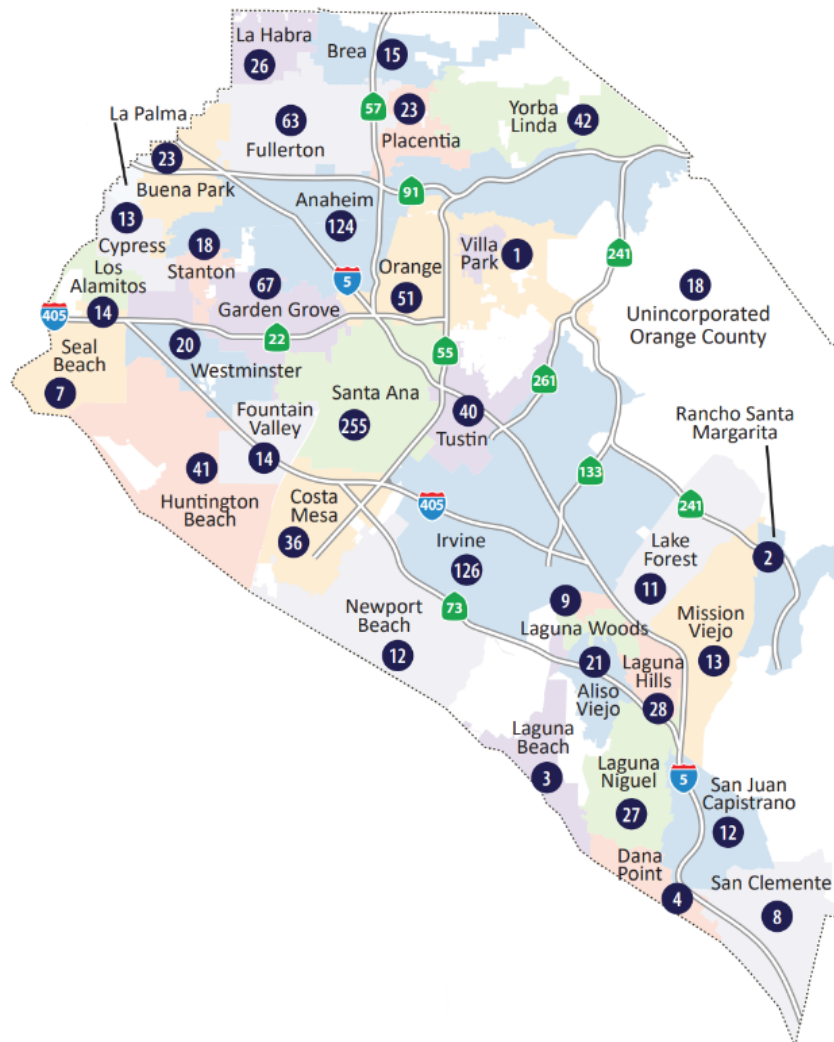 La Habra
26
Brea
15
57
23
Placentia
63
Fullerton
Yorba
Linda
42
La Palma
23
Buena Park
91
Anaheim
124
13
Cypress
18
Stanton
Villa
Park
1
241
Los
Alamitos
14
67
Garden Grove
5
Orange
51
18
Unincorporated
Orange County
405
22
55
Seal
Beach
7
20
Westminster
Santa Ana
255
261
40
Tustin
Fountain
Valley
14
Rancho Santa
Margarita
41
Huntington
Beach
133
Costa
Mesa
36
405
241
Irvine
126
Lake
Forest
11
2
73
9
Laguna Woods
Newport
Beach
12
Mission
Viejo
13
21
Aliso
Viejo
Laguna
Hills
28
Laguna
Beach
3
Laguna
Niguel
27
5
San Juan
Capistrano
12
Dana
Point
4
San Clemente
8